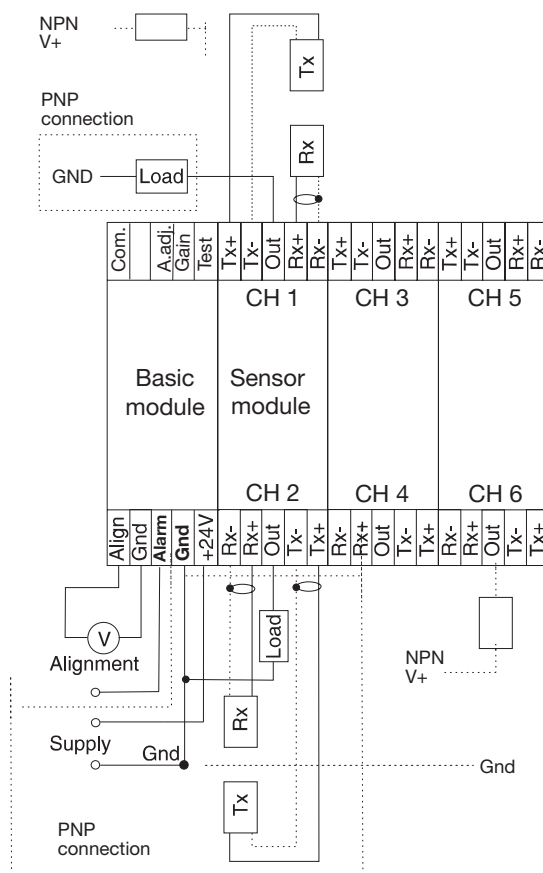 NPN
V+
Tx
PNP
connection
Rx
GND
Load
Com.
A.adj.
Gain
Test
Tx+
Tx-
Out
Rx+
Rx-
Tx+
Tx-
Out
Rx+
Rx-
Tx+
Tx-
Out
Rx+
Rx-
CH 1
CH 3
CH 5
Basic
module
Sensor
module
CH 2
CH 4
CH 6
Align
Gnd
Alarm
Gnd
+24V
Rx-
Rx+
Out
Tx-
Tx+
Rx-
Rx+
Out
Tx-
Tx+
Rx-
Rx+
Out
Tx-
Tx+
V
Load
Alignment
NPN
V+
Rx
Supply
Gnd
Gnd
Tx
PNP
connection